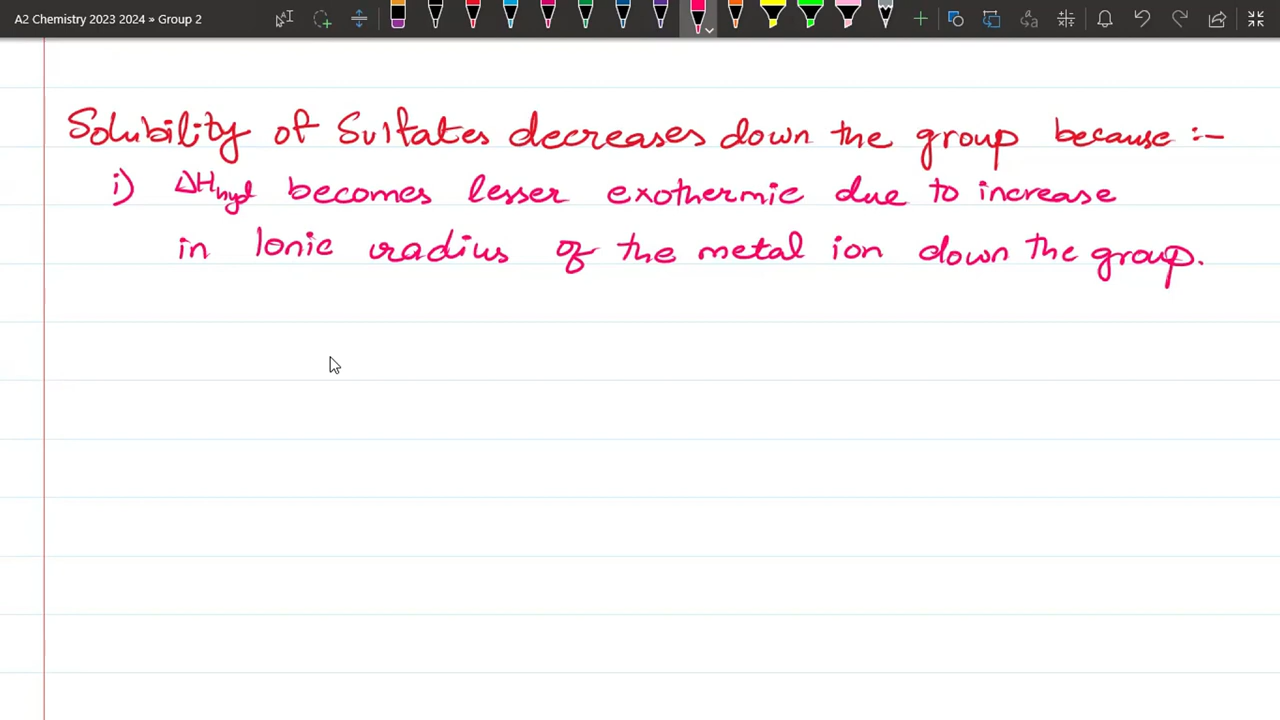 A2 Chemistry 2023 2024 » Group 2
Solubility of Sulfates decreases down the group because :-
i) ΔHhyd becomes lesser exothermic due to increase
in Ionic radius of the metal ion down the group.